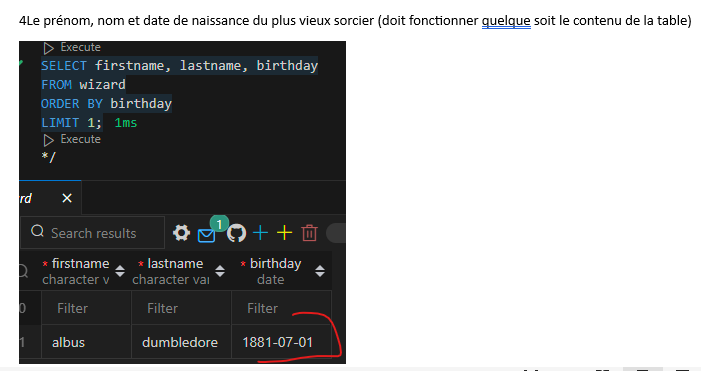 4Le prénom, nom et date de naissance du plus vieux sorcier (doit fonctionner quelque soit le contenu de la table)
Execute
SELECT firstname, lastname, birthday
FROM wizard
ORDER BY birthday
LIMIT 1; 1ms
Execute
*/
rd ×
Search results 1
* firstname * lastname * birthday
character v character vai date
0 Filter Filter Filter
1 albus dumbledore 1881-07-01